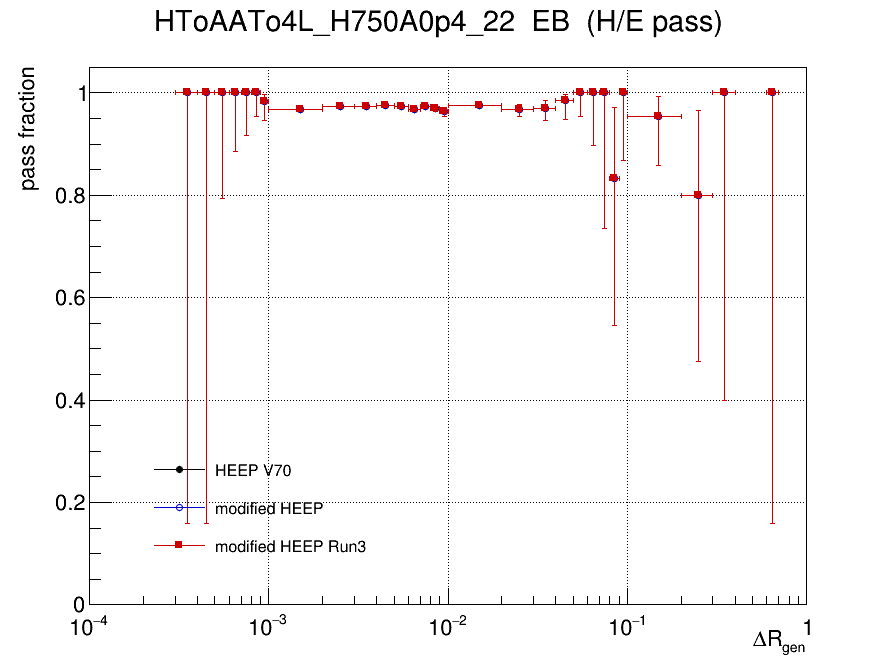 HToAATo4L_H750A0p4_22 EB (H/E pass)
pass fraction
1
0.8
0.6
0.4
0.2
0
HEEP V70
modified HEEP
modified HEEP Run3
10⁻⁴ 10⁻³ 10⁻² 10⁻¹ 1
ΔR_gen